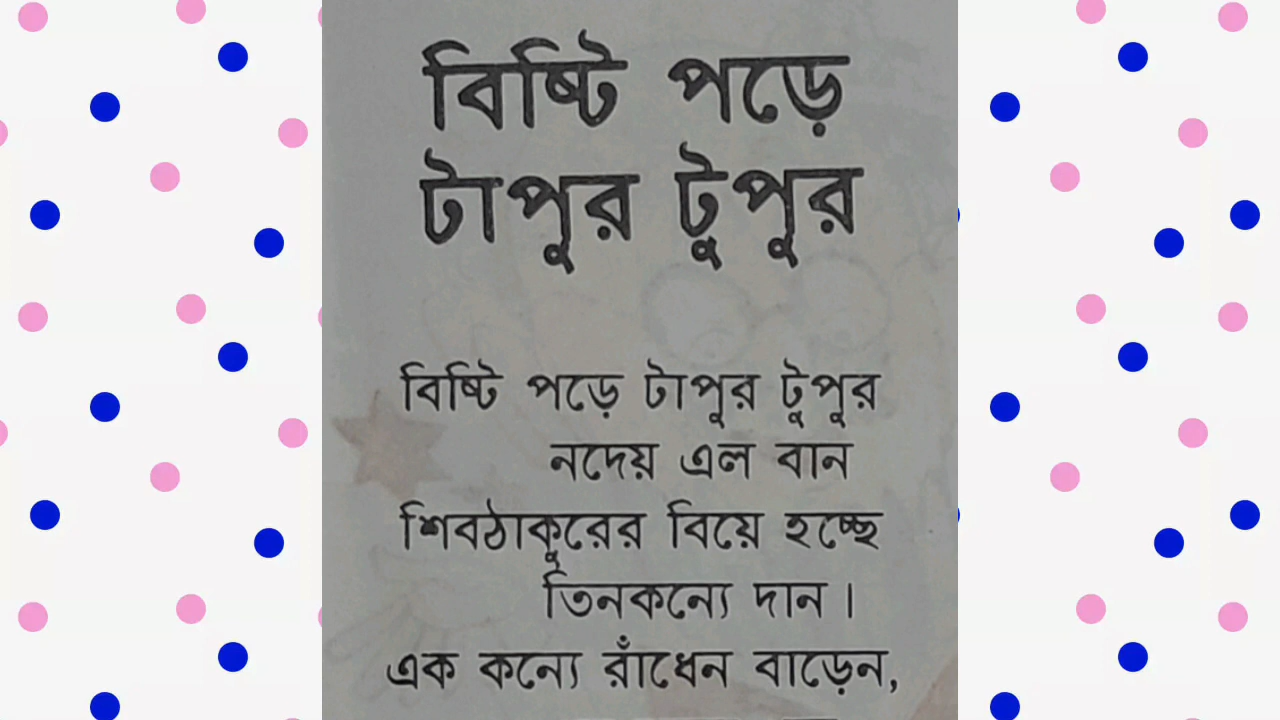 বিষ্টি পড়ে
টাপুর টুপুর
বিষ্টি পড়ে টাপুর টুপুর
নদেয় এল বান
শিবঠাকুরের বিয়ে হচ্ছে
তিনকন্যে দান।
এক কন্যে রাঁধেন বাড়েন,